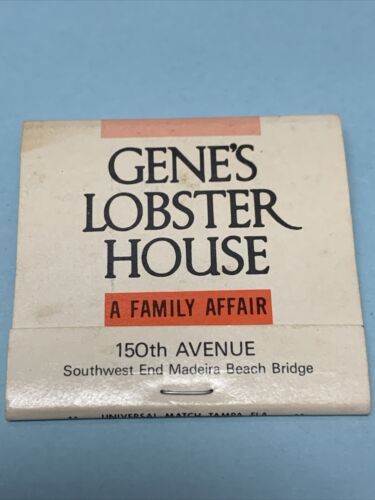 GENE'S
LOBSTER
HOUSE
A FAMILY AFFAIR
150th AVENUE
Southwest End Madeira Beach Bridge
UNIVERSAL MATCH TAMPA FLA